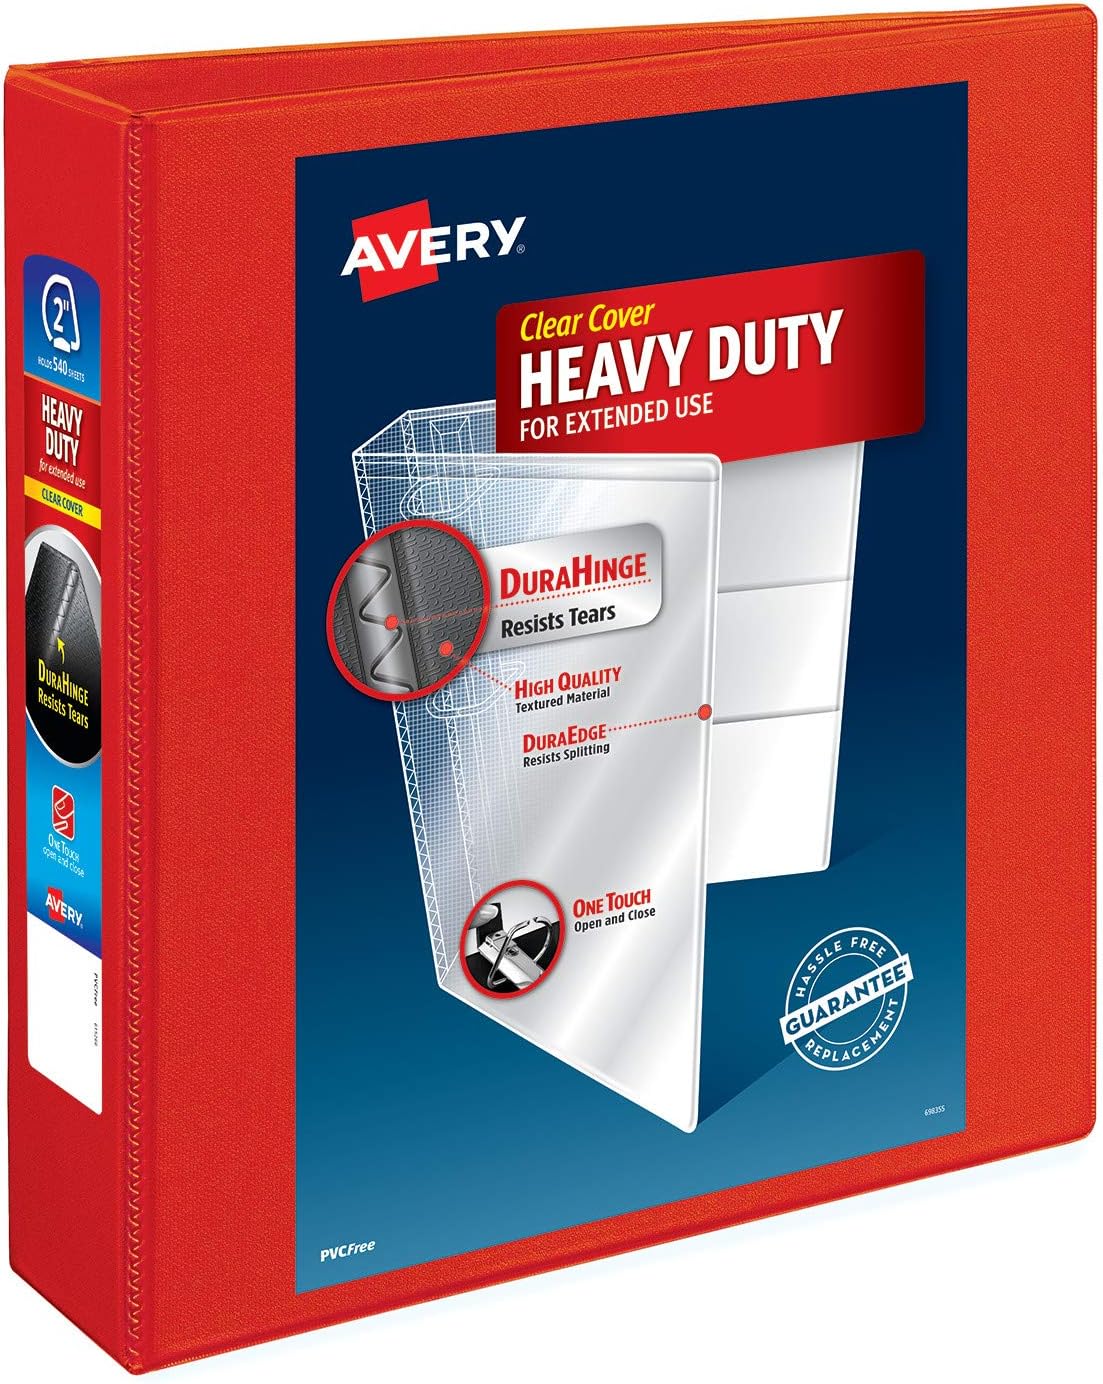 2"
HOLDS 540 SHEETS
HEAVY
DUTY
for extended use
CLEAR COVER
DURAHINGE
Resists Tears
ONE TOUCH
open and close
AVERY®
PVCFree
AVERY®
Clear Cover
HEAVY DUTY
FOR EXTENDED USE
DURAHINGE
Resists Tears
HIGH QUALITY
Textured Material
DURAEDGE
Resists Splitting
ONE TOUCH
Open and Close
HASSLE FREE
GUARANTEE*
REPLACEMENT
698355
PVCFree